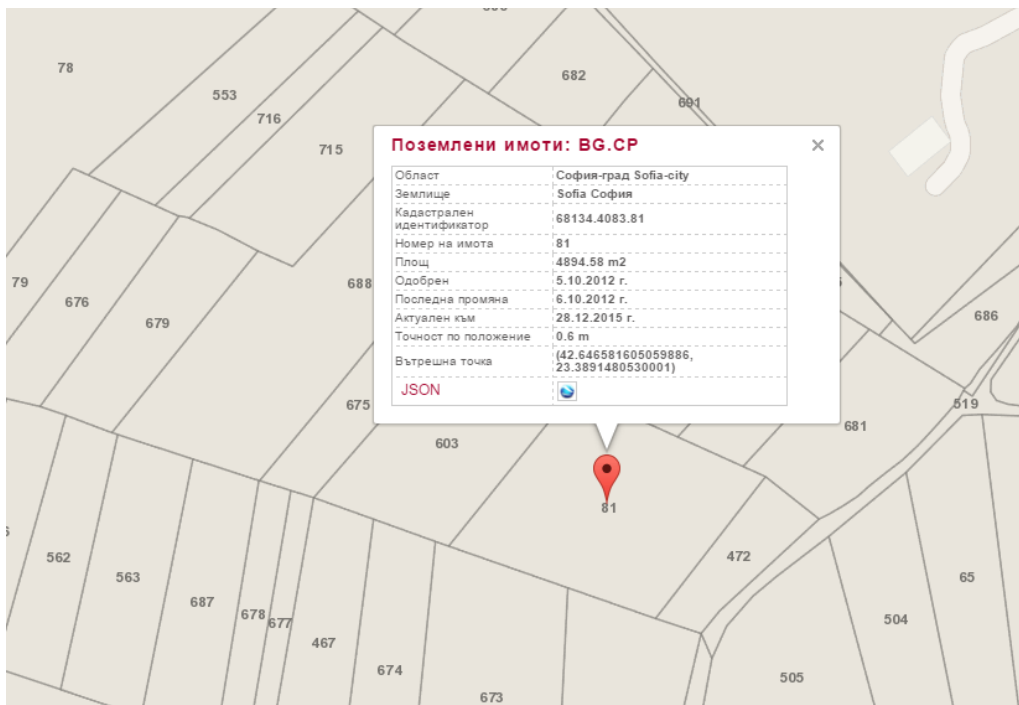 78
682
553
691
716
715
Поземлени имоти: BG.CP
Област София-град Sofia-city
Землище Sofia София
Кадастрален
идентификатор
68134.4083.81
Номер на имота 81
Площ 4894.58 m2
Одобрен 5.10.2012 г.
Последна промяна 6.10.2012 г.
Актуален към 28.12.2015 г.
Точност по положение 0.6 m
Вътрешна точка
(42.646581605059886,
23.3891480530001)
JSON
79
688
676
679
686
675
519
603
681
81
562
563
472
65
687
678
677
504
467
674
505
673